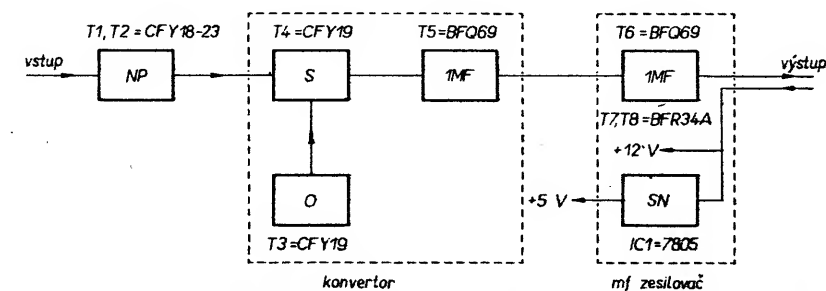 T1, T2 = CFY18-23
T4 = CFY19
T5 = BFQ69
T6 = BFQ69
vstup
NP
S
1MF
1MF
výstup
T7,T8 = BFR34A
+12 V
O
+5 V
SN
T3=CFY19
IC1=7805
konvertor
mf zesilovač